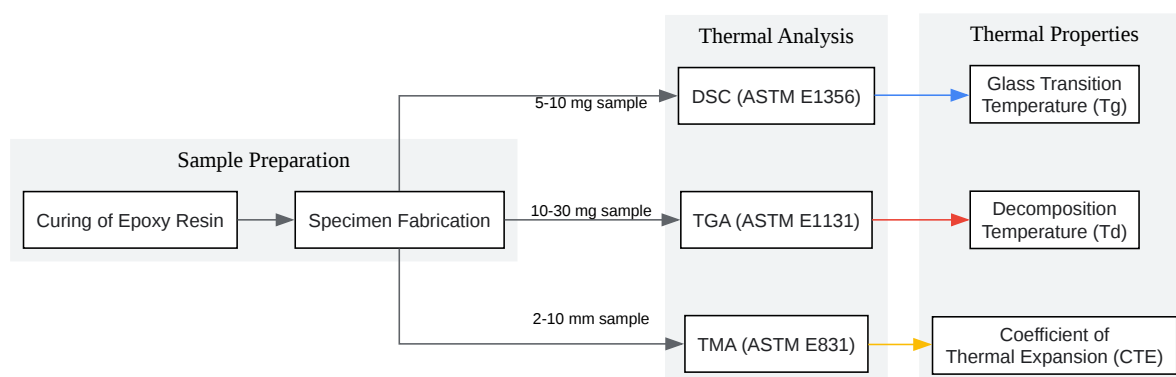 Thermal Analysis
Thermal Properties
5-10 mg sample
DSC (ASTM E1356)
Glass Transition
Temperature (Tg)
Sample Preparation
Curing of Epoxy Resin
Specimen Fabrication
10-30 mg sample
TGA (ASTM E1131)
Decomposition
Temperature (Td)
2-10 mm sample
TMA (ASTM E831)
Coefficient of
Thermal Expansion (CTE)